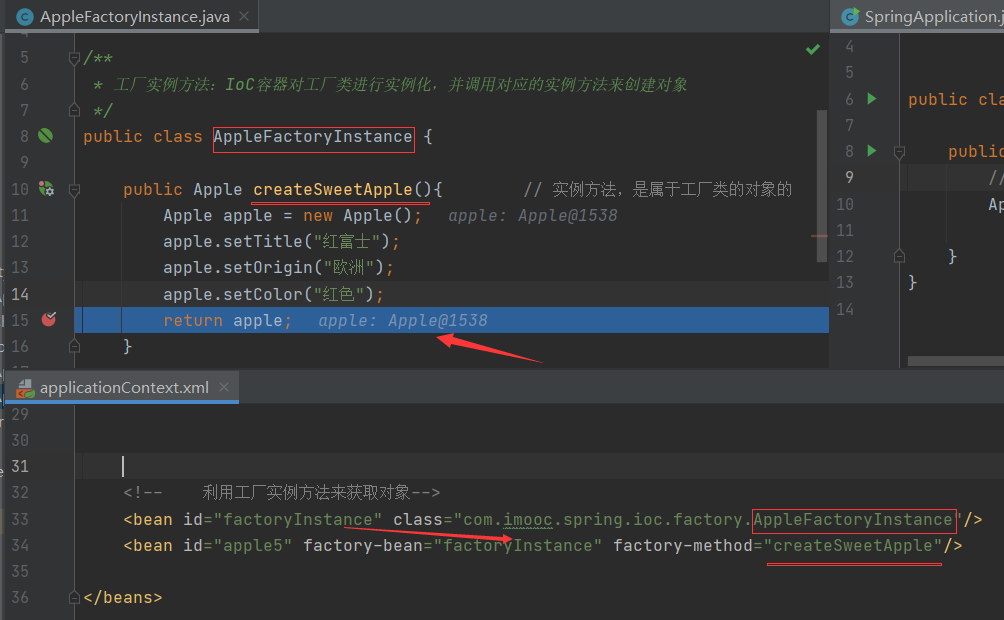 AppleFactoryInstance.java
5 /**
6 * 工厂实例方法: IoC容器对工厂类进行实例化，并调用对应的实例方法来创建对象
7 */
8 public class AppleFactoryInstance {
9
10 public Apple createSweetApple(){ // 实例方法，是属于工厂类的对象的
11 Apple apple = new Apple(); apple: Apple@1538
12 apple.setTitle("红富士");
13 apple.setOrigin("欧洲");
14 apple.setColor("红色");
15 return apple; apple: Apple@1538
16 }
SpringApplication.j
4
5
6 public cla
7
8 public
9 //
10 Ap
11
12 }
13 }
14
applicationContext.xml
29
30
31
32 <!-- 利用工厂实例方法来获取对象-->
33 <bean id="factoryInstance" class="com.imooc.spring.ioc.factory.AppleFactoryInstance"/>
34 <bean id="apple5" factory-bean="factoryInstance" factory-method="createSweetApple"/>
35
36 </beans>